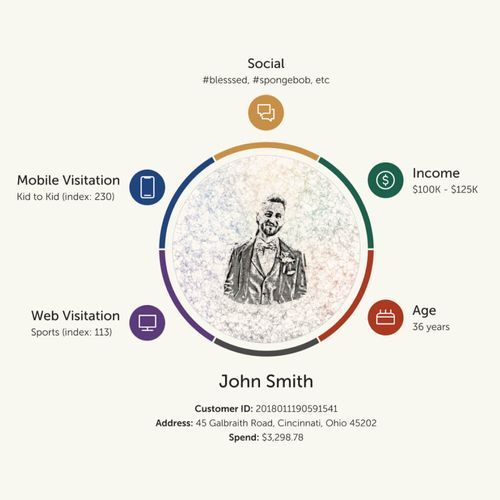 Social
#blesssed, #spongebob, etc
Mobile Visitation
Kid to Kid (index: 230)
Income
$100K - $125K
Web Visitation
Sports (index: 113)
Age
36 years
John Smith
Customer ID: 2018011190591541
Address: 45 Galbraith Road, Cincinnati, Ohio 45202
Spend: $3,298.78